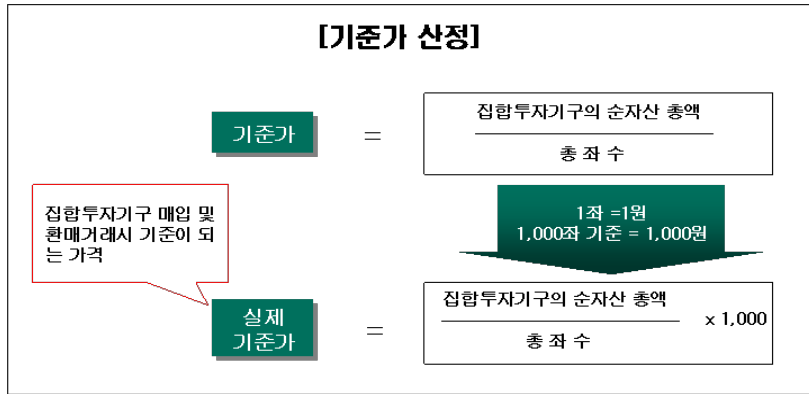 [기준가 산정]
기준가
=
집합투자기구의 순자산 총액
총 좌 수
집합투자기구 매입 및
환매거래시 기준이 되
는 가격
1좌 =1원
1,000좌 기준 = 1,000원
실제
기준가
=
집합투자기구의 순자산 총액
총 좌 수
x 1,000